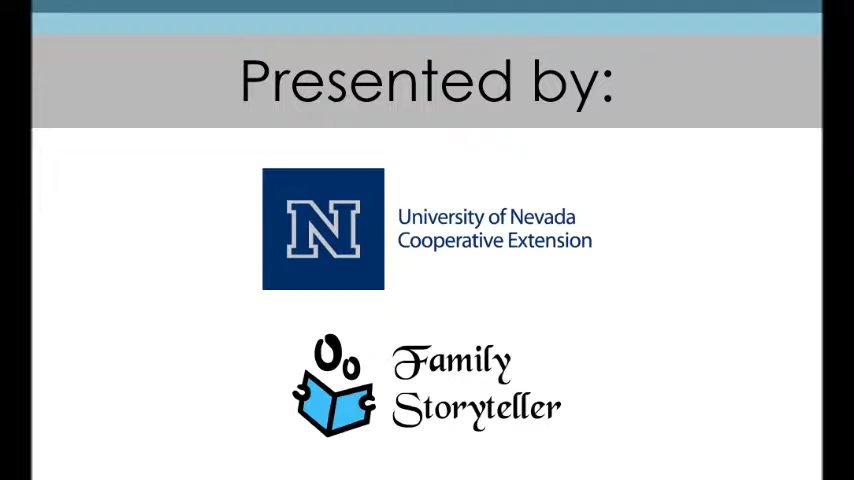 Presented by:
N
University of Nevada
Cooperative Extension
Family
Storyteller